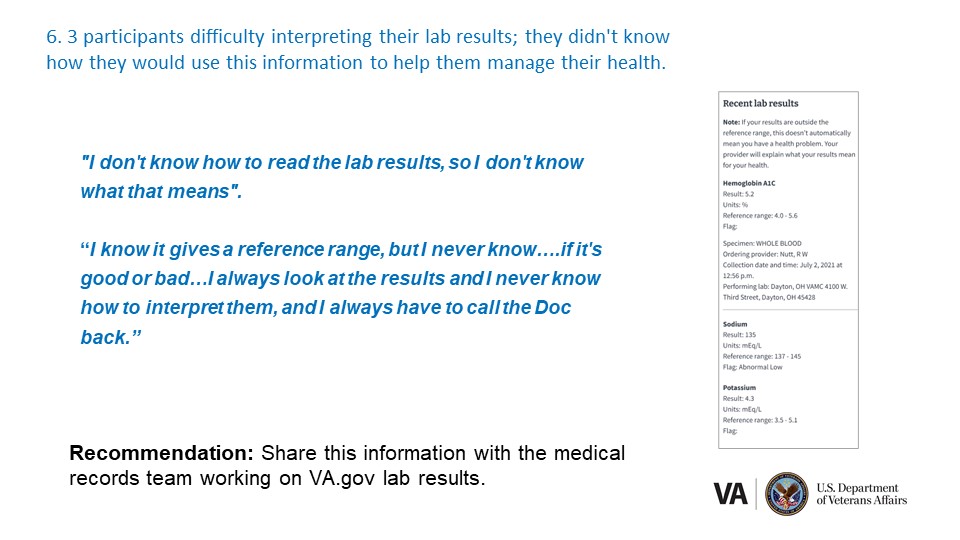 6. 3 participants difficulty interpreting their lab results; they didn't know
how they would use this information to help them manage their health.
"I don't know how to read the lab results, so I don't know
what that means".
“I know it gives a reference range, but I never know….if it's
good or bad…I always look at the results and I never know
how to interpret them, and I always have to call the Doc
back.”
Recommendation: Share this information with the medical
records team working on VA.gov lab results.
Recent lab results
Note: If your results are outside the
reference range, this doesn't automatically
mean you have a health problem. Your
provider will explain what your results mean
for your health.
Hemoglobin A1C
Result: 5.2
Units: %
Reference range: 4.0 - 5.6
Flag:
Specimen: WHOLE BLOOD
Ordering provider: Nutt, R W
Collection date and time: July 2, 2021 at
12:56 p.m.
Performing lab: Dayton, OH VAMC 4100 W.
Third Street, Dayton, OH 45428
Sodium
Result: 135
Units: mEq/L
Reference range: 137 - 145
Flag: Abnormal Low
Potassium
Result: 4.3
Units: mEq/L
Reference range: 3.5 - 5.1
Flag:
VA
U.S. Department
of Veterans Affairs